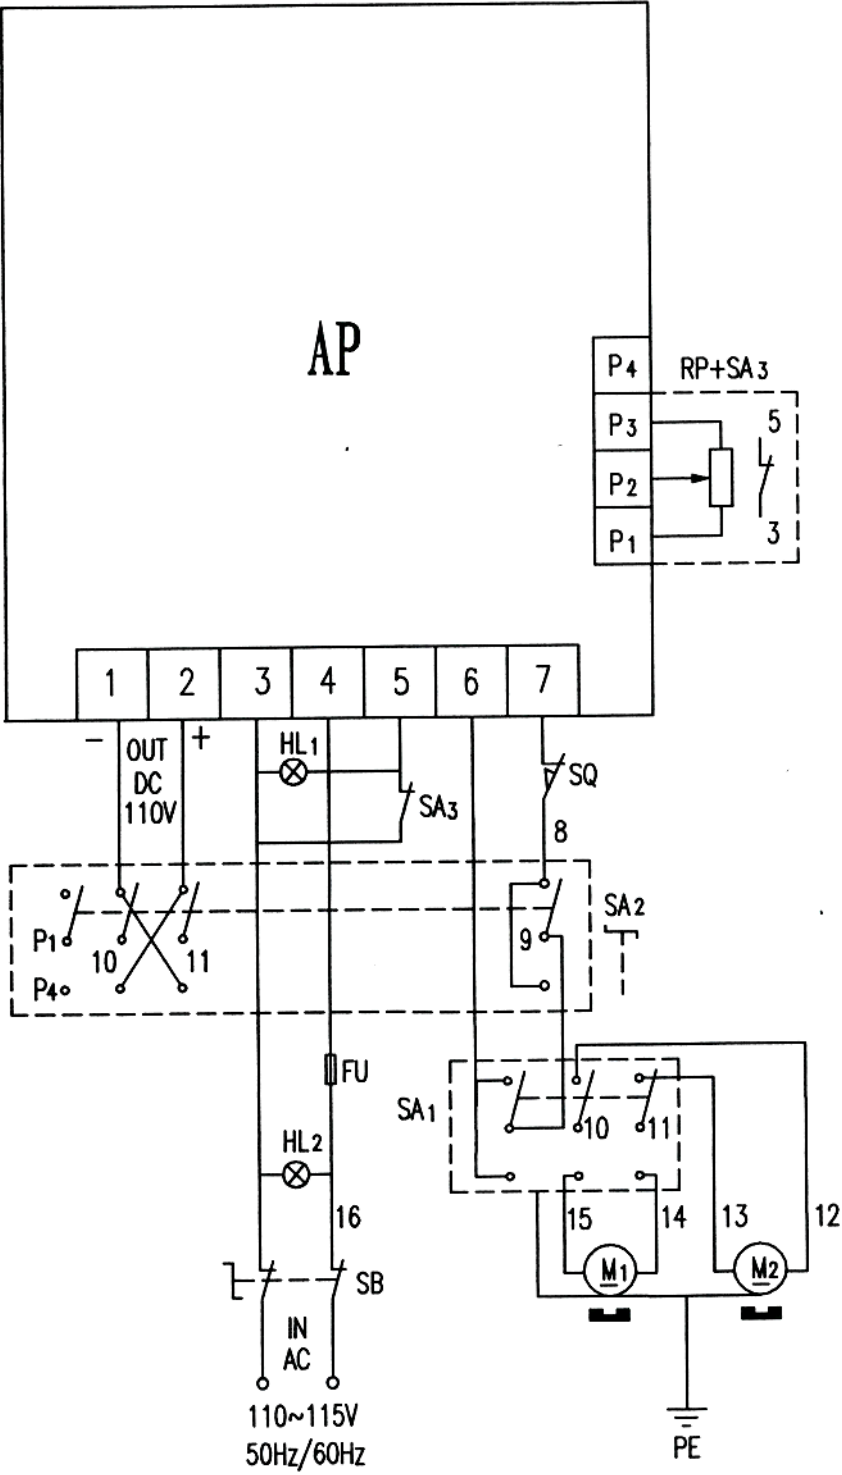 AP
P4
RP+SA3
P3
5
P2
P1
3
1 2 3 4 5 6 7
− OUT +
DC
110V
HL1
SA3
SQ
8
SA2
P1
10
11
9
P4
FU
SA1
10
11
HL2
16
15
14
13
12
M1
M2
SB
IN
AC
110~115V
50Hz/60Hz
PE